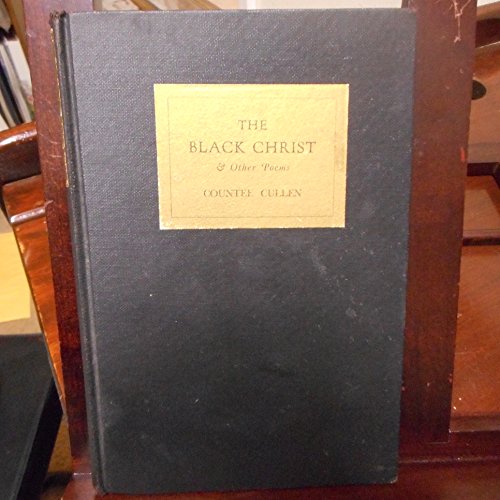 THE
BLACK CHRIST
& Other Poems
COUNTEE CULLEN